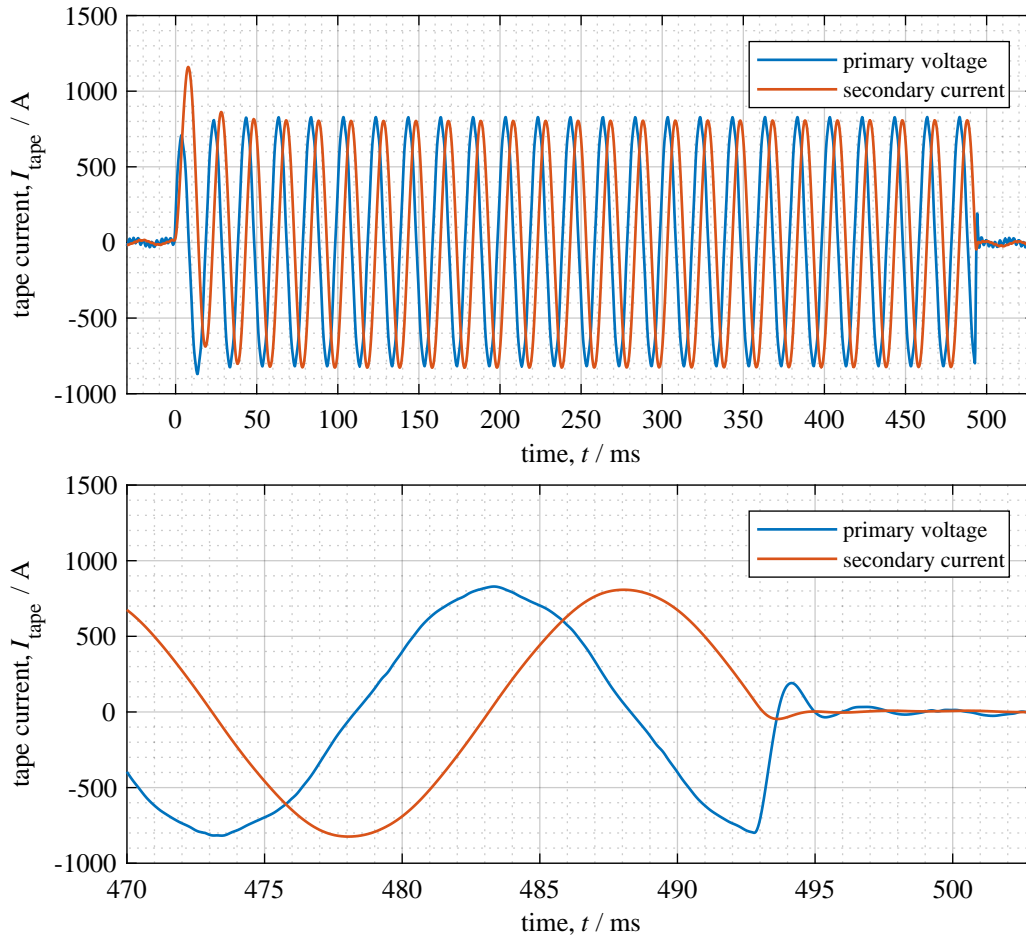 1500
1000
500
0
-500
-1000
tape current, I_tape / A
primary voltage
secondary current
0 50 100 150 200 250 300 350 400 450 500
time, t / ms
1500
1000
500
0
-500
-1000
tape current, I_tape / A
primary voltage
secondary current
470 475 480 485 490 495 500
time, t / ms